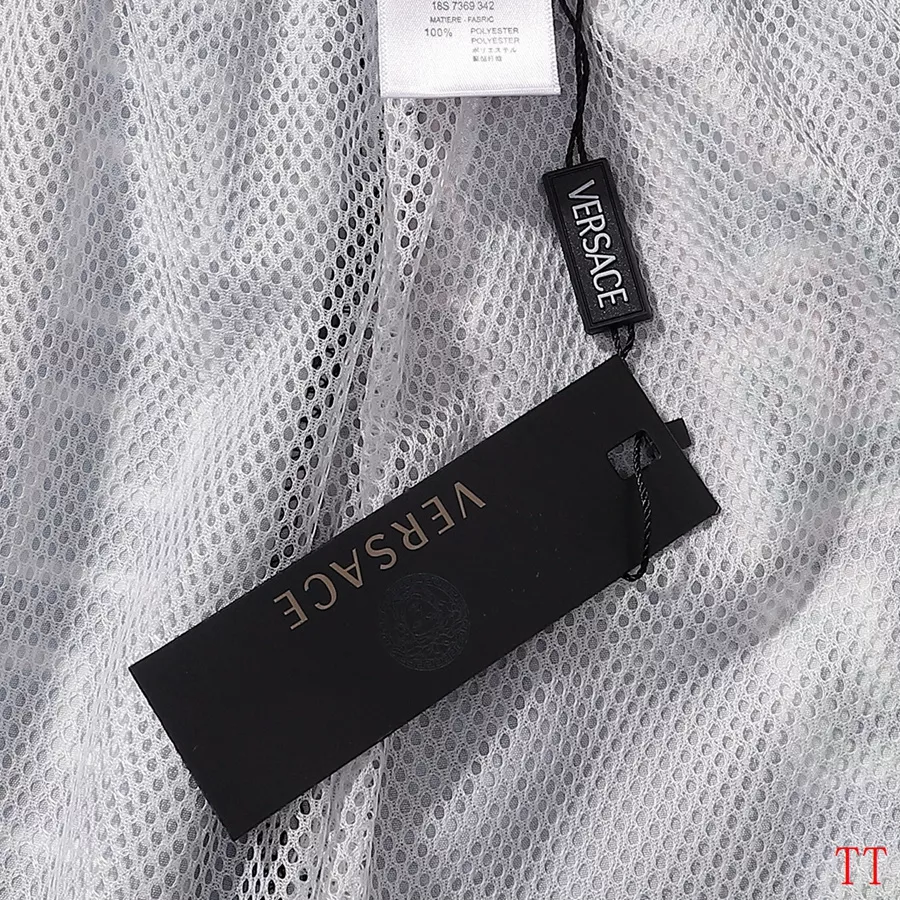 18S 7369 342
MATIERE - FABRIC
100% POLYESTER
POLYESTER
ポリエステル
VERSACE
VERSACE
TT